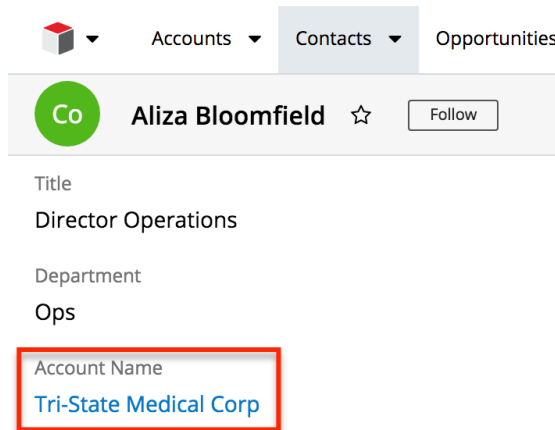 Accounts Contacts Opportunities
Co Aliza Bloomfield Follow
Title
Director Operations
Department
Ops
Account Name
Tri-State Medical Corp